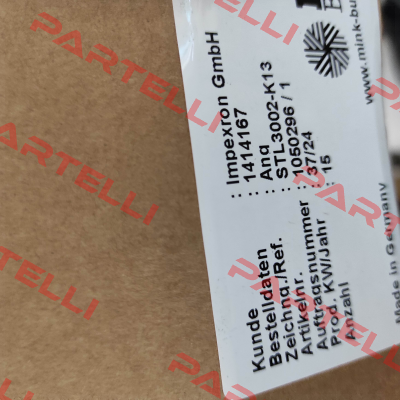 www.mink-bu
Kunde : Impexron GmbH
Bestelldaten : 1414167
Zeichng./Ref. : Ana
Artikelnr. : STL3002-K13
Auftragsnummer : 1050296 / 1
Prod. KW/Jahr : 37/24
Anzahl : 15
Made in Germany
PARTELLI
PARTELLI
PARTELLI
PARTELLI